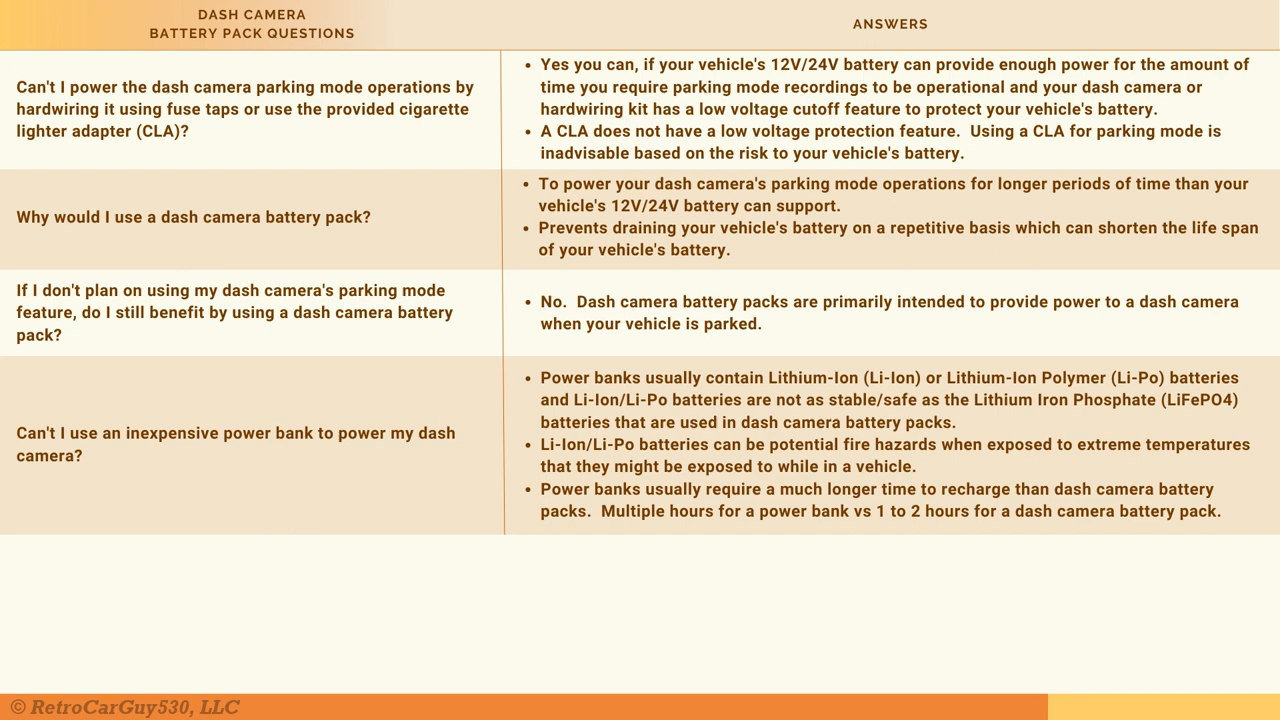 DASH CAMERA
BATTERY PACK QUESTIONS
ANSWERS
Can't I power the dash camera parking mode operations by
hardwiring it using fuse taps or use the provided cigarette
lighter adapter (CLA)?
• Yes you can, if your vehicle's 12V/24V battery can provide enough power for the amount of
time you require parking mode recordings to be operational and your dash camera or
hardwiring kit has a low voltage cutoff feature to protect your vehicle's battery.
• A CLA does not have a low voltage protection feature.  Using a CLA for parking mode is
inadvisable based on the risk to your vehicle's battery.
Why would I use a dash camera battery pack?
• To power your dash camera's parking mode operations for longer periods of time than your
vehicle's 12V/24V battery can support.
• Prevents draining your vehicle's battery on a repetitive basis which can shorten the life span
of your vehicle's battery.
If I don't plan on using my dash camera's parking mode
feature, do I still benefit by using a dash camera battery
pack?
• No.  Dash camera battery packs are primarily intended to provide power to a dash camera
when your vehicle is parked.
Can't I use an inexpensive power bank to power my dash
camera?
• Power banks usually contain Lithium-Ion (Li-Ion) or Lithium-Ion Polymer (Li-Po) batteries
and Li-Ion/Li-Po batteries are not as stable/safe as the Lithium Iron Phosphate (LiFePO4)
batteries that are used in dash camera battery packs.
• Li-Ion/Li-Po batteries can be potential fire hazards when exposed to extreme temperatures
that they might be exposed to while in a vehicle.
• Power banks usually require a much longer time to recharge than dash camera battery
packs.  Multiple hours for a power bank vs 1 to 2 hours for a dash camera battery pack.
© RetroCarGuy530, LLC